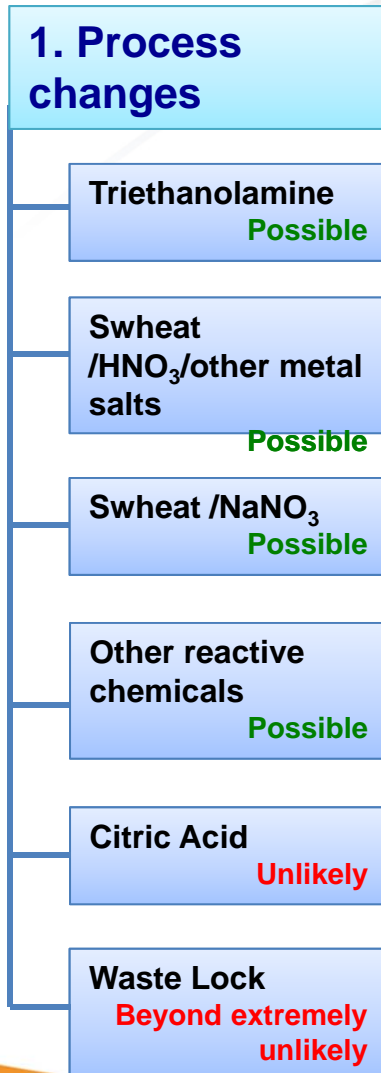 1. Process
changes
Triethanolamine
Possible
Swheat
/HNO₃/other metal
salts
Possible
Swheat /NaNO₃
Possible
Other reactive
chemicals
Possible
Citric Acid
Unlikely
Waste Lock
Beyond extremely
unlikely